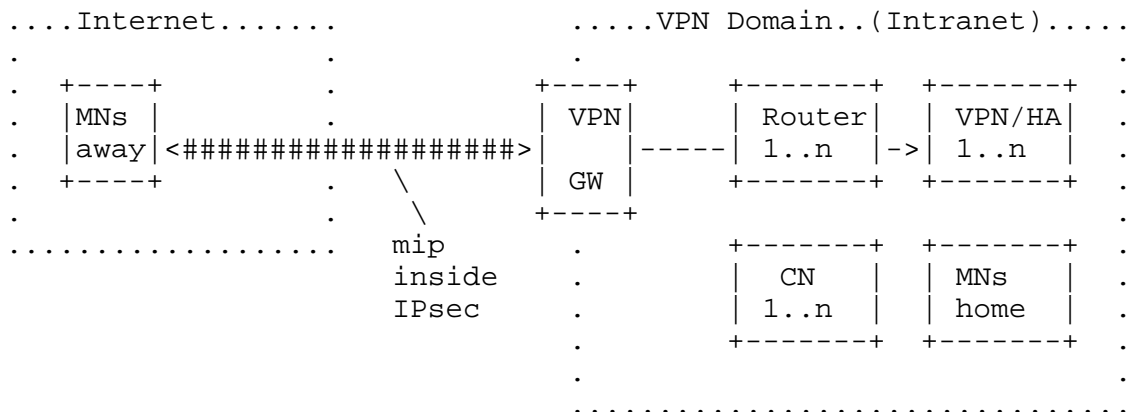 ....Internet....... .....VPN Domain..(Intranet).....
+----+ +----+ +-------+ +-------+
|MNs | | VPN| | Router| | VPN/HA|
|away|<###################>| |-----| 1..n |->| 1..n |
+----+ \ | GW | +-------+ +-------+
\ +----+
mip +-------+ +-------+
inside | CN | | MNs |
IPsec | 1..n | | home |
+-------+ +-------+